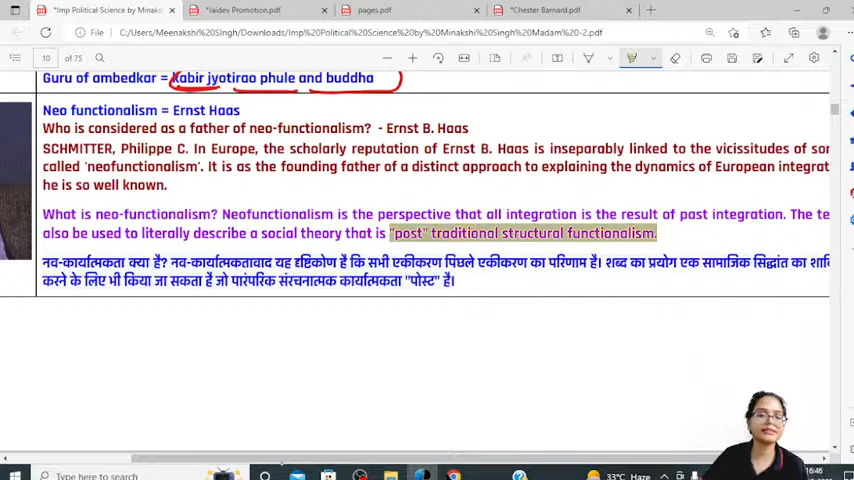 *Imp Political Science by Minaks
*Jaidev Promotion.pdf
pages.pdf
*Chester Barnard.pdf
File
C:/Users/Meenakshi%20Singh/Downloads/Imp%20Political%20Science%20by%20Minakshi%20Singh%20Madam%20-2.pdf
10 of 75
Guru of ambedkar = kabir jyotirao phule and buddha
Neo functionalism = Ernst Haas
Who is considered as a father of neo-functionalism? - Ernst B. Haas
SCHMITTER, Philippe C. In Europe, the scholarly reputation of Ernst B. Haas is inseparably linked to the vicissitudes of sor
called 'neofunctionalism'. It is as the founding father of a distinct approach to explaining the dynamics of European integrat
he is so well known.
What is neo-functionalism? Neofunctionalism is the perspective that all integration is the result of past integration. The te
also be used to literally describe a social theory that is "post" traditional structural functionalism.
नव-कार्यात्मकता क्या है? नव-कार्यात्मकतावाद यह दृष्टिकोण है कि सभी एकीकरण पिछले एकीकरण का परिणाम है। शब्द का प्रयोग एक सामाजिक सिद्धांत का शाब्
करने के लिए भी किया जा सकता है जो पारंपरिक संरचनात्मक कार्यात्मकता "पोस्ट" है।
Type here to search
33°C Haze
16:46